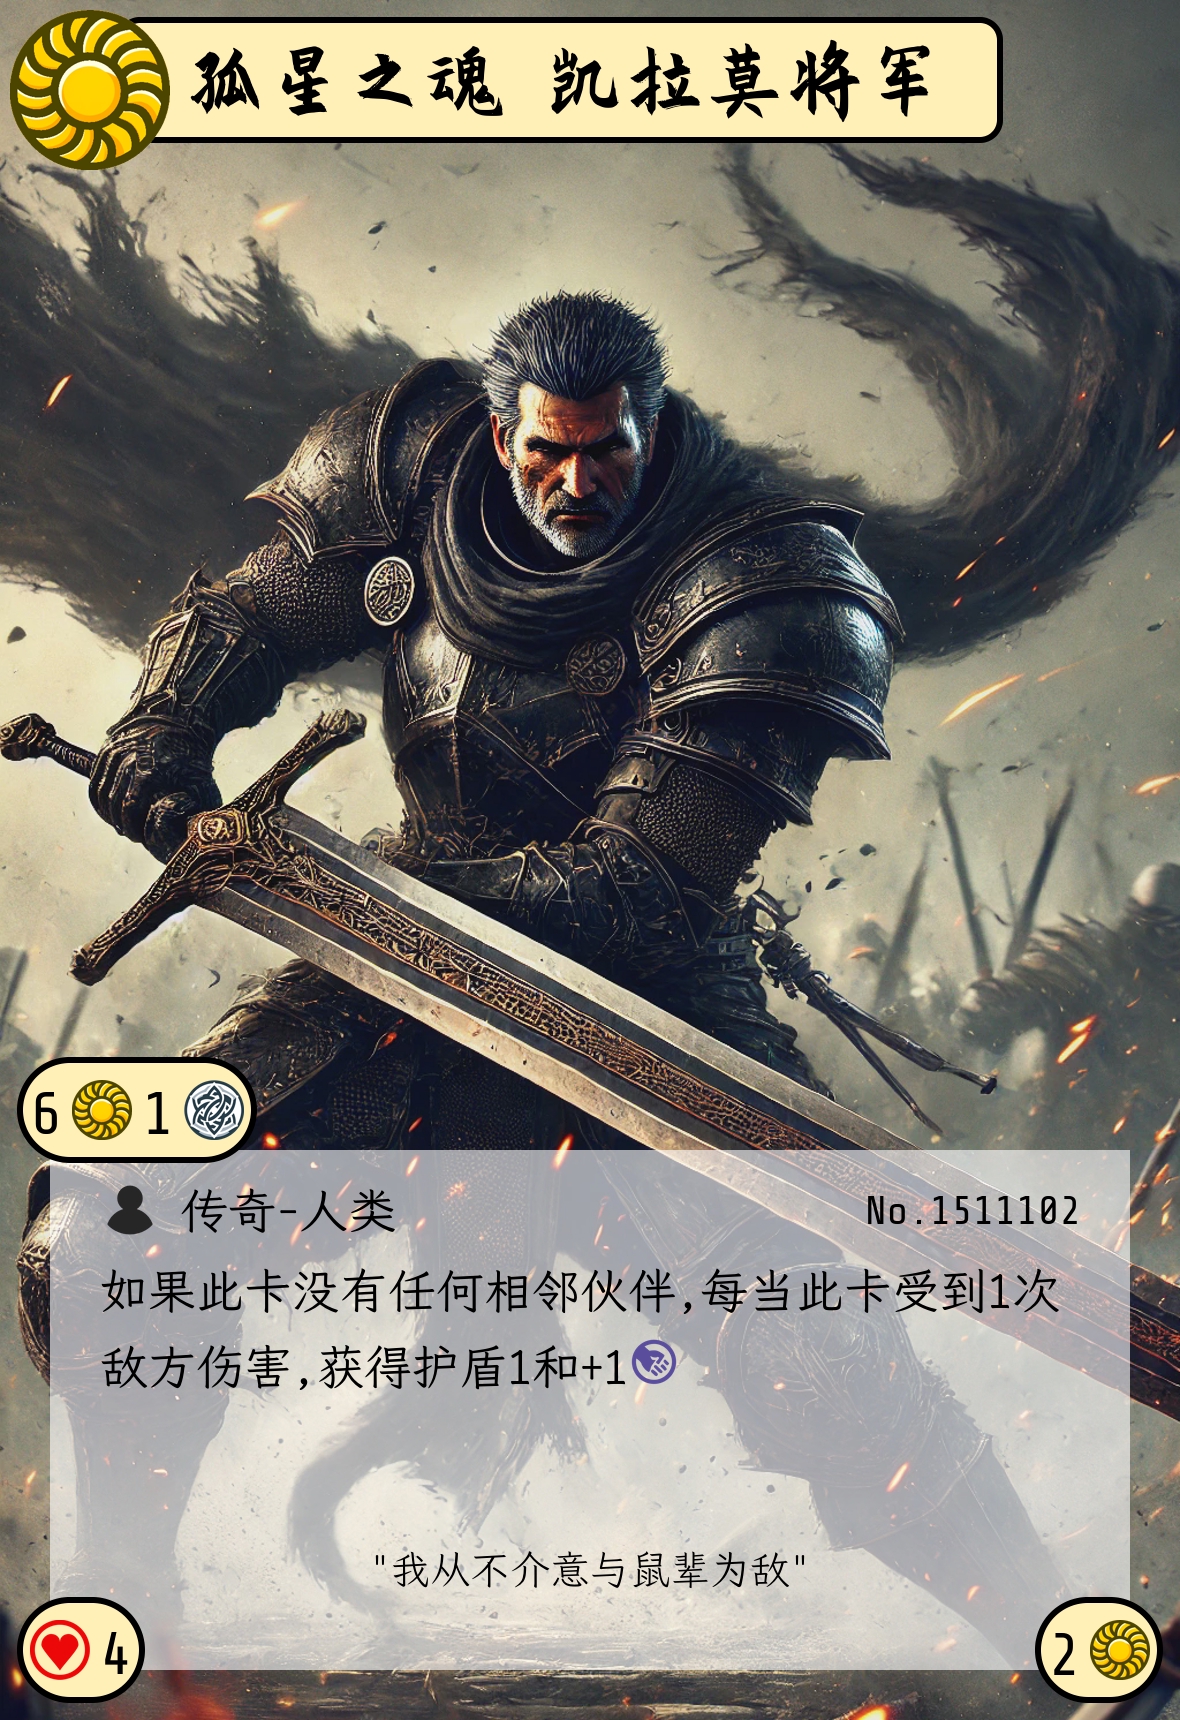 孤星之魂 凯拉莫将军
6 1
传奇-人类
No.1511102
如果此卡没有任何相邻伙伴,每当此卡受到1次
敌方伤害,获得护盾1和+1
"我从不介意与鼠辈为敌"
4
2